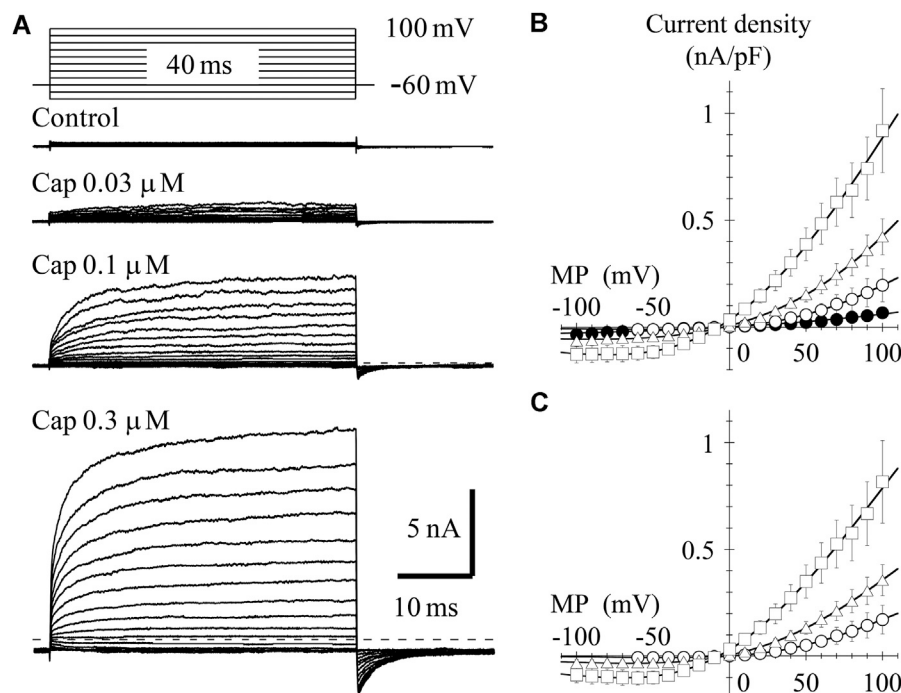 A
100 mV
40 ms
-60 mV
Control
Cap 0.03 μM
Cap 0.1 μM
Cap 0.3 μM
5 nA
10 ms
B
Current density
(nA/pF)
1
0.5
MP (mV)
-100 -50
0 50 100
C
1
0.5
MP (mV)
-100 -50
0 50 100